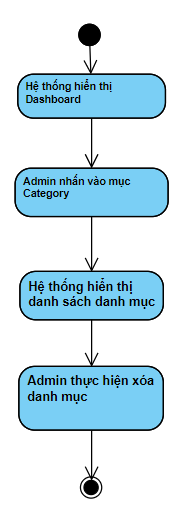 Hệ thống hiển thị
Dashboard
Admin nhấn vào mục
Category
Hệ thống hiển thị
danh sách danh mục
Admin thực hiện xóa
danh mục